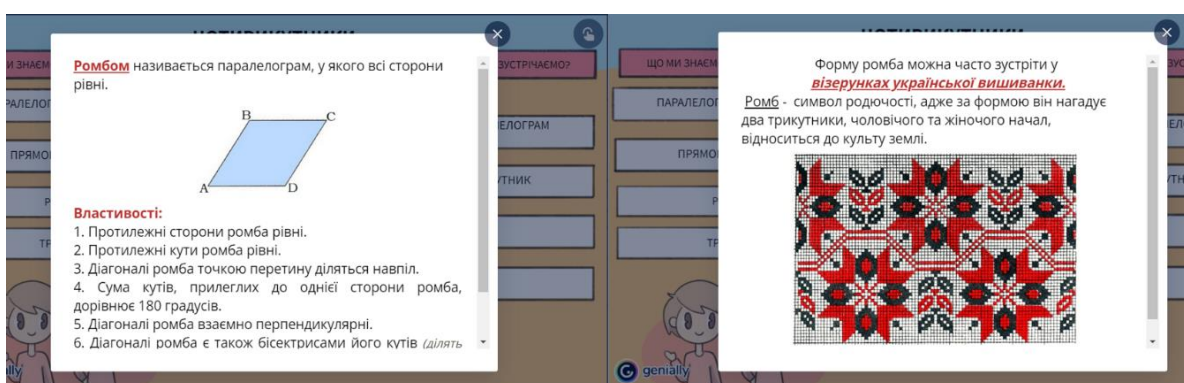 Ромбом називається паралелограм, у якого всі сторони
рівні.
B C
A D
Властивості:
1. Протилежні сторони ромба рівні.
2. Протилежні кути ромба рівні.
3. Діагоналі ромба точкою перетину діляться навпіл.
4. Сума кутів, прилеглих до однієї сторони ромба,
дорівнює 180 градусів.
5. Діагоналі ромба взаємно перпендикулярні.
6. Діагоналі ромба є також бісектрисами його кутів (ділять
ЕЛОГРАМ
ТНИК
ЩО МИ ЗНАЄМ
ПАРАЛЕЛОГ
ПРЯМО
Форму ромба можна часто зустріти у
візерунках української вишиванки.
Ромб - символ родючості, адже за формою він нагадує
два трикутники, чоловічого та жіночого начал,
відноситься до культу землі.
genially